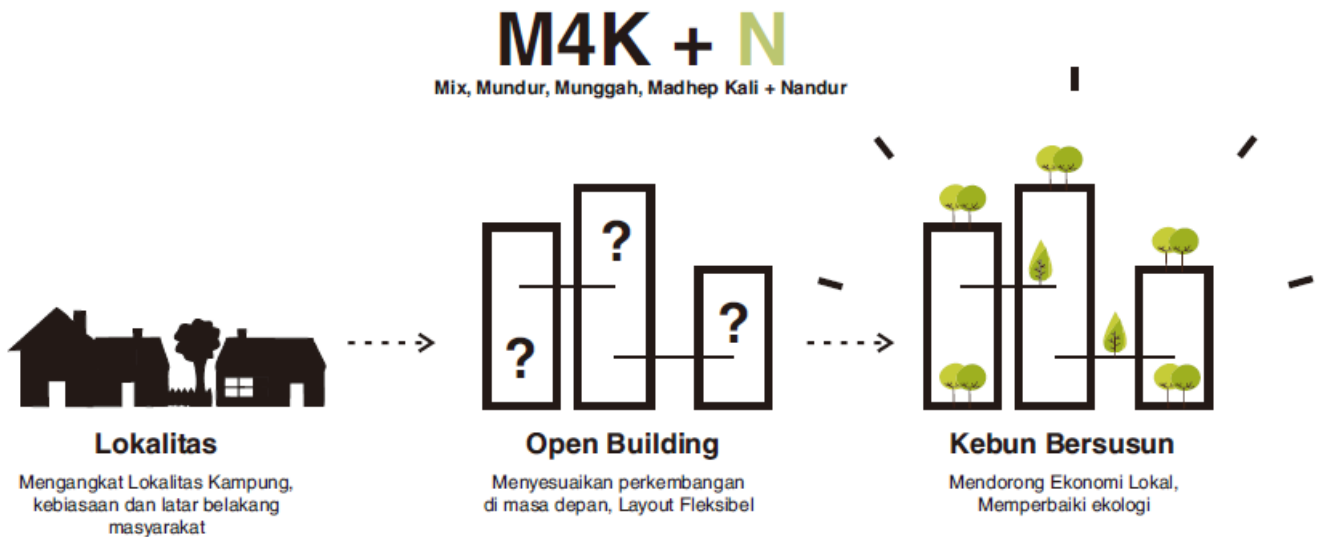 M4K + N
Mix, Mundur, Munggah, Madhep Kali + Nandur
?
?
?
Lokalitas
Mengangkat Lokalitas Kampung,
kebiasaan dan latar belakang
masyarakat
Open Building
Menyesuaikan perkembangan
di masa depan, Layout Fleksibel
Kebun Bersusun
Mendorong Ekonomi Lokal,
Memperbaiki ekologi